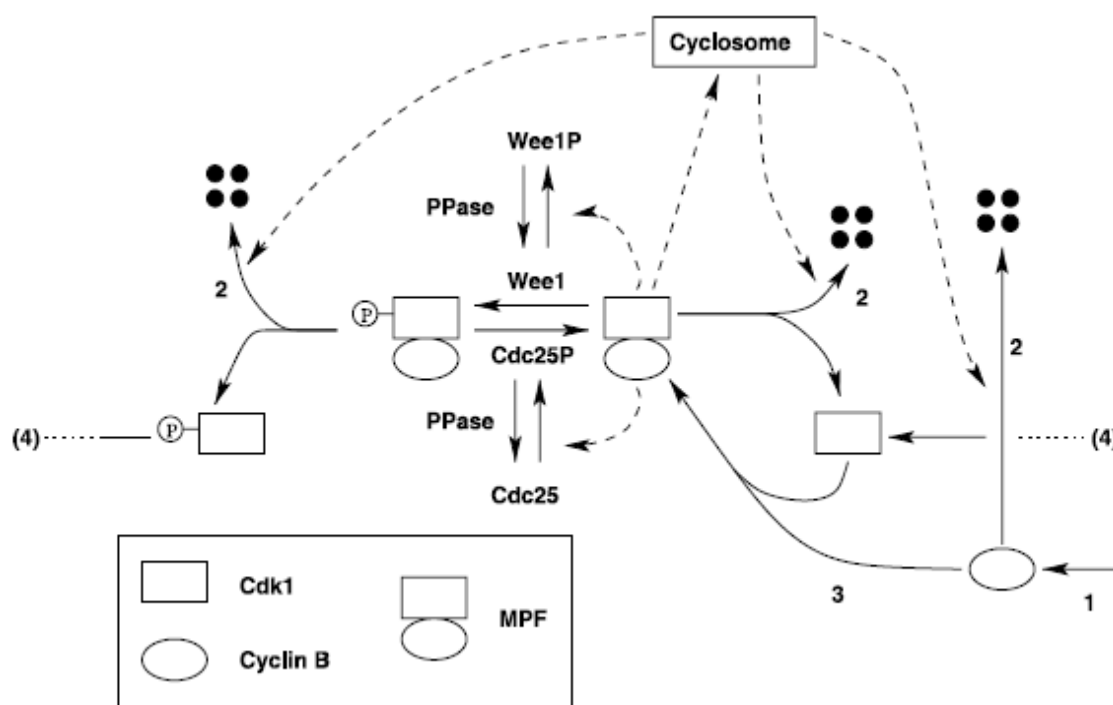 Cyclosome
Wee1P
PPase
2
Wee1
2
2
P
Cdc25P
(4)
P
PPase
(4)
Cdc25
Cdk1
MPF
3
1
Cyclin B